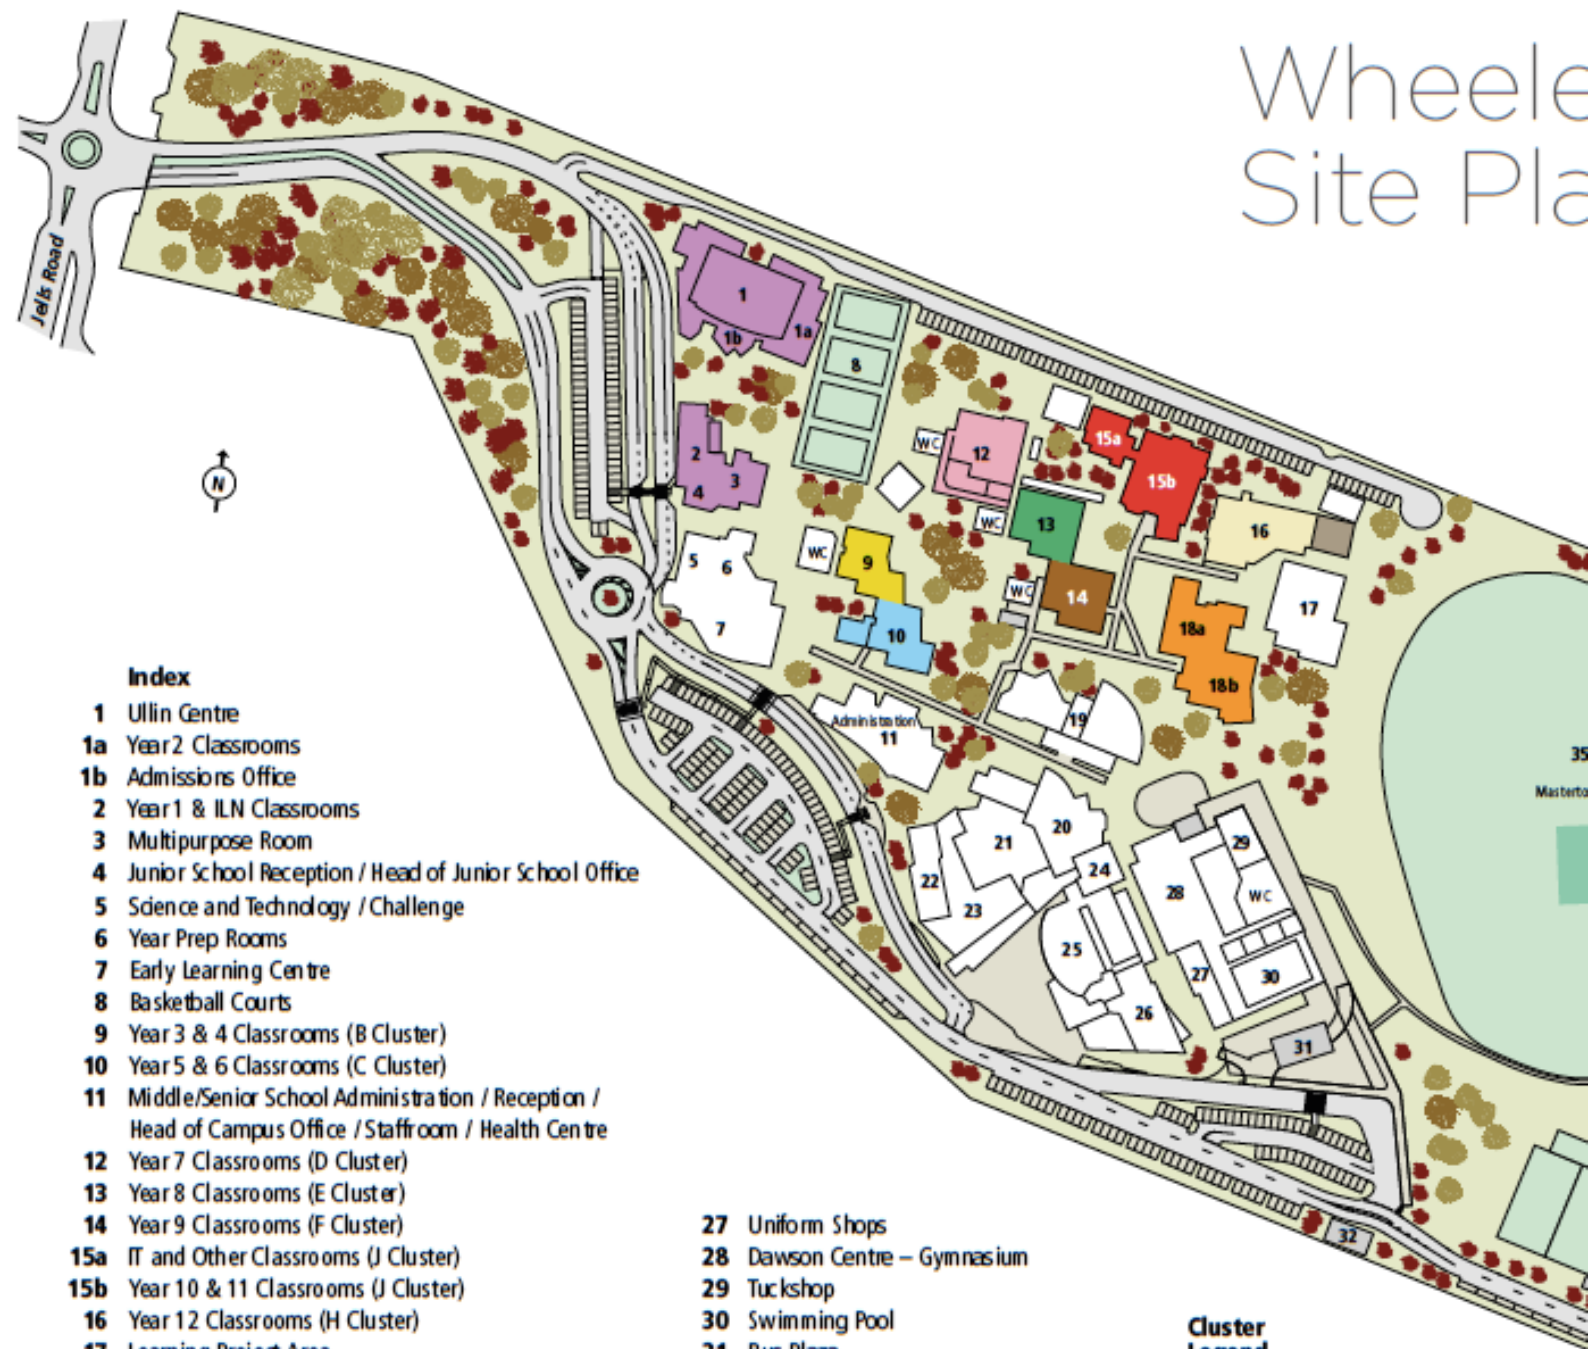 Wheele
Site Pla
Jells Road
N
1
1a
1b
8
2
3
4
WC
12
15a
15b
WC
13
16
5
6
7
WC
9
10
WC
14
17
18a
18b
Administration
11
19
35
20
21
22
23
24
25
26
27
28
29
WC
30
31
32
Index
1 Ullin Centre
1a Year 2 Classrooms
1b Admissions Office
2 Year 1 & ILN Classrooms
3 Multipurpose Room
4 Junior School Reception / Head of Junior School Office
5 Science and Technology / Challenge
6 Year Prep Rooms
7 Early Learning Centre
8 Basketball Courts
9 Year 3 & 4 Classrooms (B Cluster)
10 Year 5 & 6 Classrooms (C Cluster)
11 Middle/Senior School Administration / Reception /
Head of Campus Office / Staffroom / Health Centre
12 Year 7 Classrooms (D Cluster)
13 Year 8 Classrooms (E Cluster)
14 Year 9 Classrooms (F Cluster)
15a IT and Other Classrooms (J Cluster)
15b Year 10 & 11 Classrooms (J Cluster)
16 Year 12 Classrooms (H Cluster)
27 Uniform Shops
28 Dawson Centre – Gymnasium
29 Tuckshop
30 Swimming Pool
Cluster